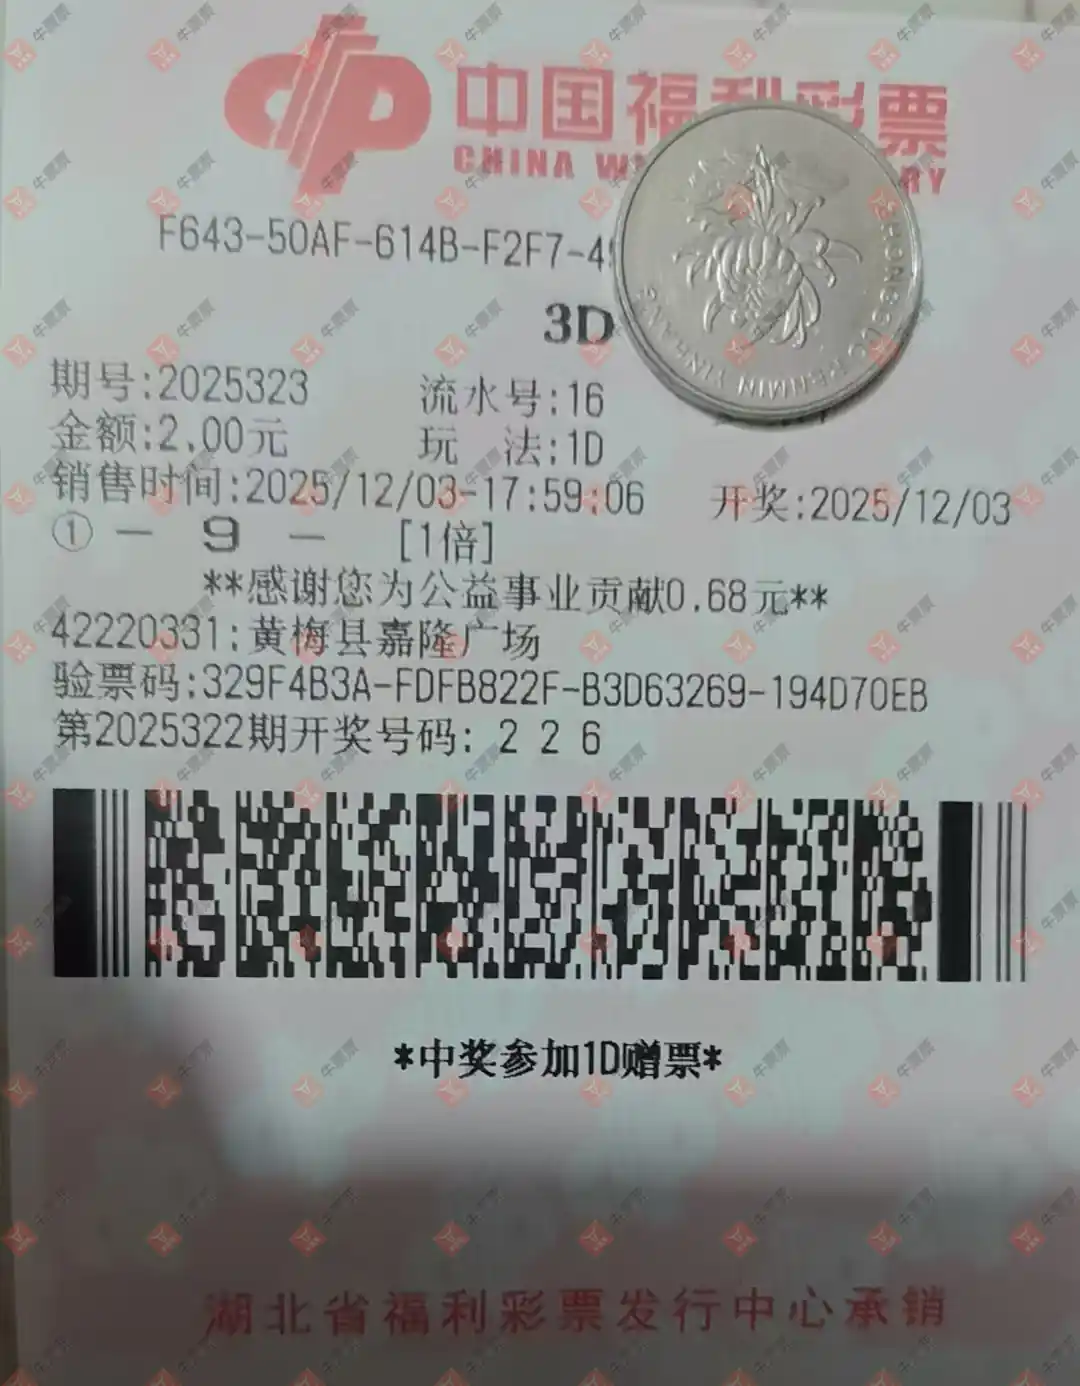 中国福利彩票
CHINA W RY
F643-50AF-614B-F2F7-4
ZHONGGUO RENMIN YINHANG
3D
期号:2025323 流水号:16
金额:2.00元 玩 法:1D
销售时间:2025/12/03-17:59:06 开奖:2025/12/03
① — 9 — [1倍]
**感谢您为公益事业贡献0.68元**
42220331:黄梅县嘉隆广场
验票码:329F4B3A-FDFB822F-B3D63269-194D70EB
第2025322期开奖号码: 2 2 6
*中奖参加1D赠票*
湖北省福利彩票发行中心承销
牛票票